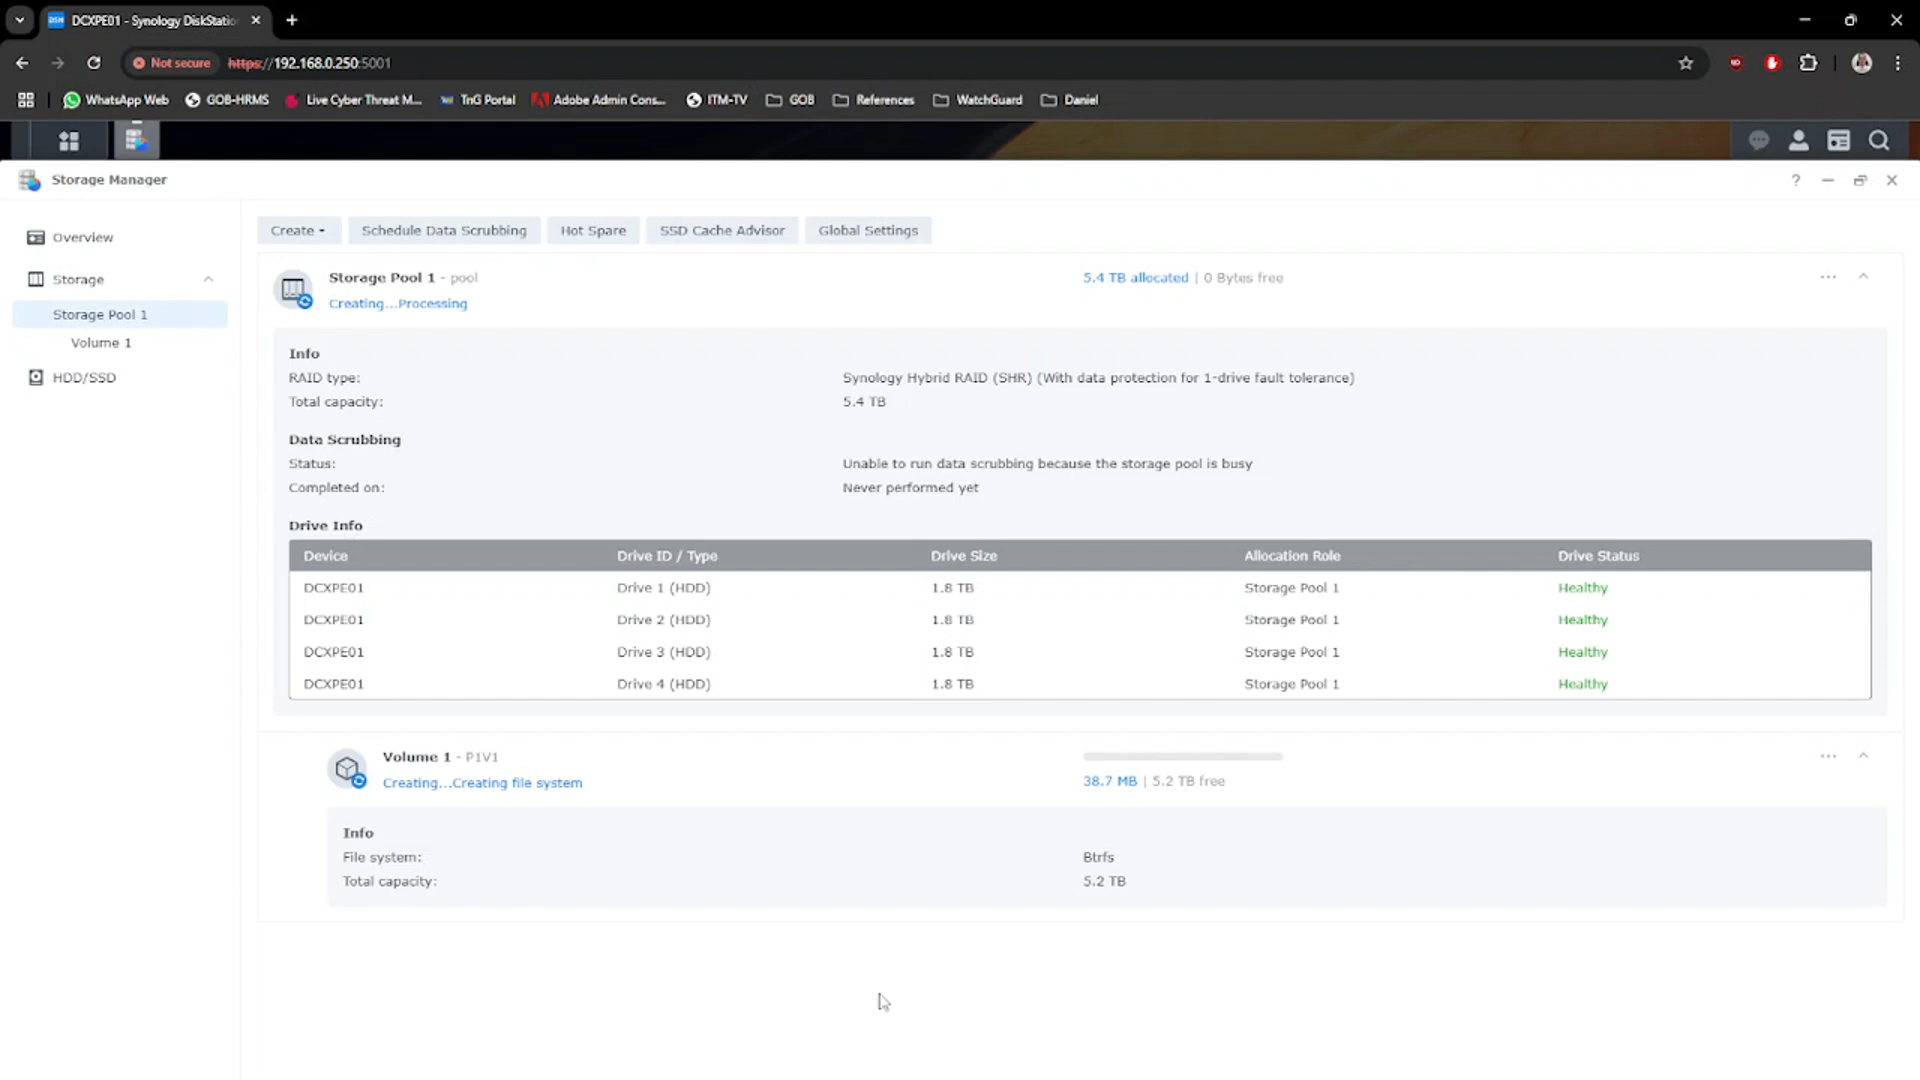 DCXPE01 - Synology DiskStatio
Not secure https://192.168.0.250:5001
WhatsApp Web GOB-HRMS Live Cyber Threat M... TnG Portal Adobe Admin Cons... ITM-TV GOB References WatchGuard Daniel
Storage Manager
Overview
Storage
Storage Pool 1
Volume 1
HDD/SSD
Create Schedule Data Scrubbing Hot Spare SSD Cache Advisor Global Settings
Storage Pool 1 - pool 5.4 TB allocated | 0 Bytes free
Creating...Processing
Info
RAID type: Synology Hybrid RAID (SHR) (With data protection for 1-drive fault tolerance)
Total capacity: 5.4 TB
Data Scrubbing
Status: Unable to run data scrubbing because the storage pool is busy
Completed on: Never performed yet
Drive Info
Device Drive ID / Type Drive Size Allocation Role Drive Status
DCXPE01 Drive 1 (HDD) 1.8 TB Storage Pool 1 Healthy
DCXPE01 Drive 2 (HDD) 1.8 TB Storage Pool 1 Healthy
DCXPE01 Drive 3 (HDD) 1.8 TB Storage Pool 1 Healthy
DCXPE01 Drive 4 (HDD) 1.8 TB Storage Pool 1 Healthy
Volume 1 - P1V1
Creating...Creating file system 38.7 MB | 5.2 TB free
Info
File system: Btrfs
Total capacity: 5.2 TB